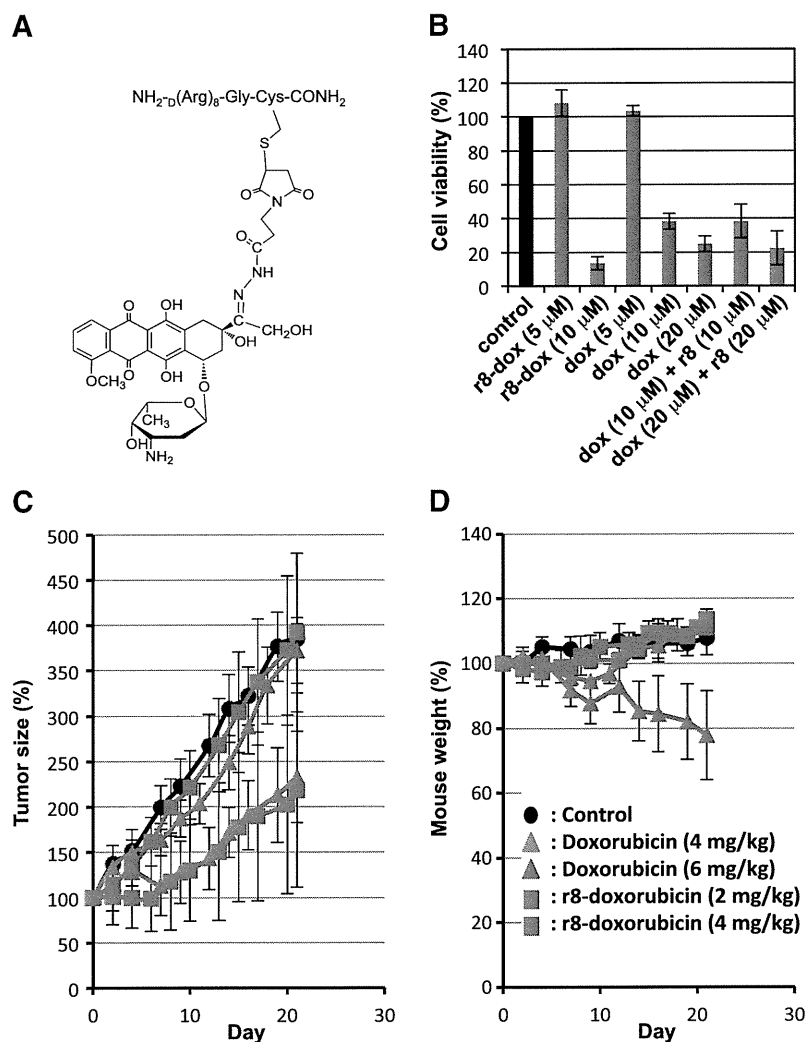 A
NH2-D(Arg)8-Gly-Cys-CONH2
S
O
N
O
O
C
NH
N
O
OH
C
CH2OH
OH
OCH3
O
OH
O
O
CH3
OH
NH2
B
Cell viability (%)
140
120
100
80
60
40
20
0
control
r8-dox (5 µM)
r8-dox (10 µM)
dox (5 µM)
dox (10 µM)
dox (20 µM)
dox (10 µM) + r8 (10 µM)
dox (20 µM) + r8 (20 µM)
C
Tumor size (%)
500
450
400
350
300
250
200
150
100
50
0
0
10
20
30
Day
D
Mouse weight (%)
140
120
100
80
60
40
20
0
: Control
: Doxorubicin (4 mg/kg)
: Doxorubicin (6 mg/kg)
: r8-doxorubicin (2 mg/kg)
: r8-doxorubicin (4 mg/kg)
0
10
20
30
Day